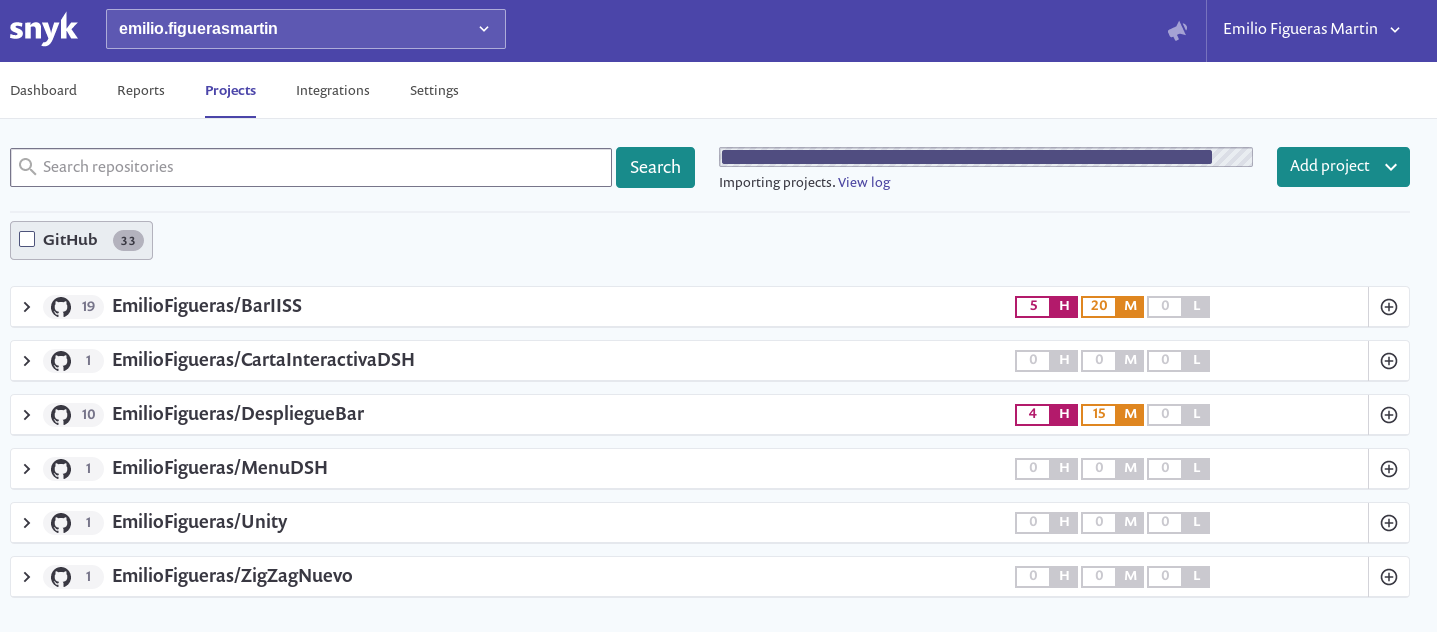 snyk
emilio.figuerasmartin
Emilio Figueras Martin
Dashboard Reports Projects Integrations Settings
Search repositories
Search
Importing projects. View log
Add project
GitHub 33
19 EmilioFigueras/BarIISS 5 H 20 M 0 L
1 EmilioFigueras/CartaInteractivaDSH 0 H 0 M 0 L
10 EmilioFigueras/DespliegueBar 4 H 15 M 0 L
1 EmilioFigueras/MenuDSH 0 H 0 M 0 L
1 EmilioFigueras/Unity 0 H 0 M 0 L
1 EmilioFigueras/ZigZagNuevo 0 H 0 M 0 L